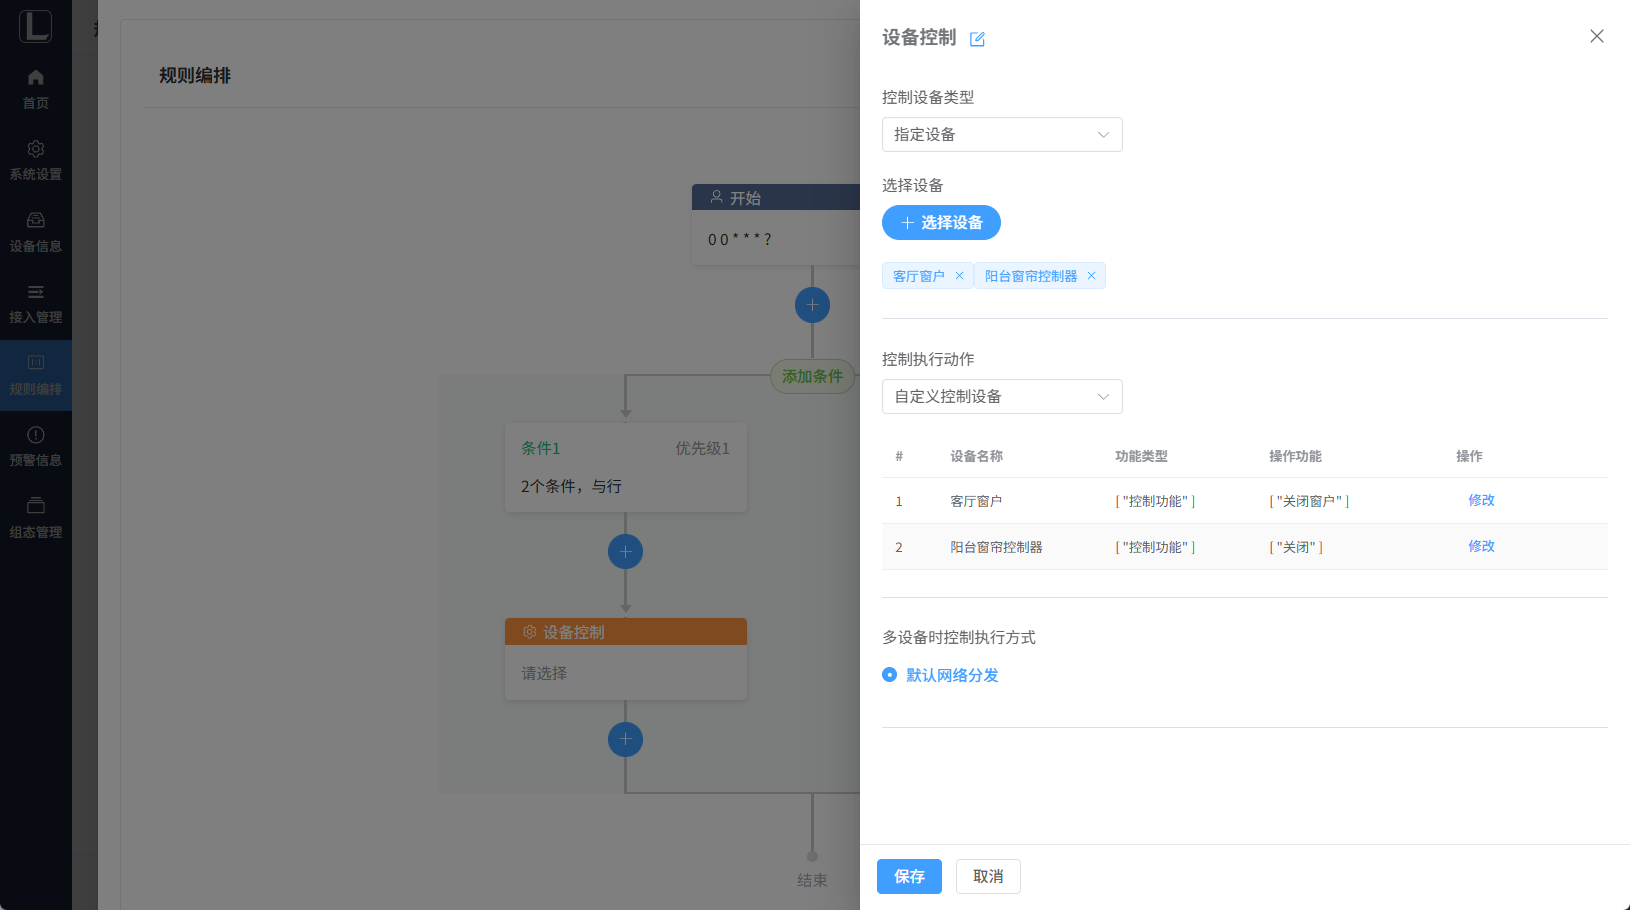 首页
系统设置
设备信息
接入管理
规则编排
预警信息
组态管理
规则编排
开始
0 0 * * * ?
添加条件
条件1 优先级1
2个条件，与行
设备控制
请选择
结束
设备控制
控制设备类型
指定设备
选择设备
选择设备
客厅窗户 阳台窗帘控制器
控制执行动作
自定义控制设备
# 设备名称 功能类型 操作功能 操作
1 客厅窗户 [ "控制功能" ] [ "关闭窗户" ] 修改
2 阳台窗帘控制器 [ "控制功能" ] [ "关闭" ] 修改
多设备时控制执行方式
默认网络分发
保存 取消